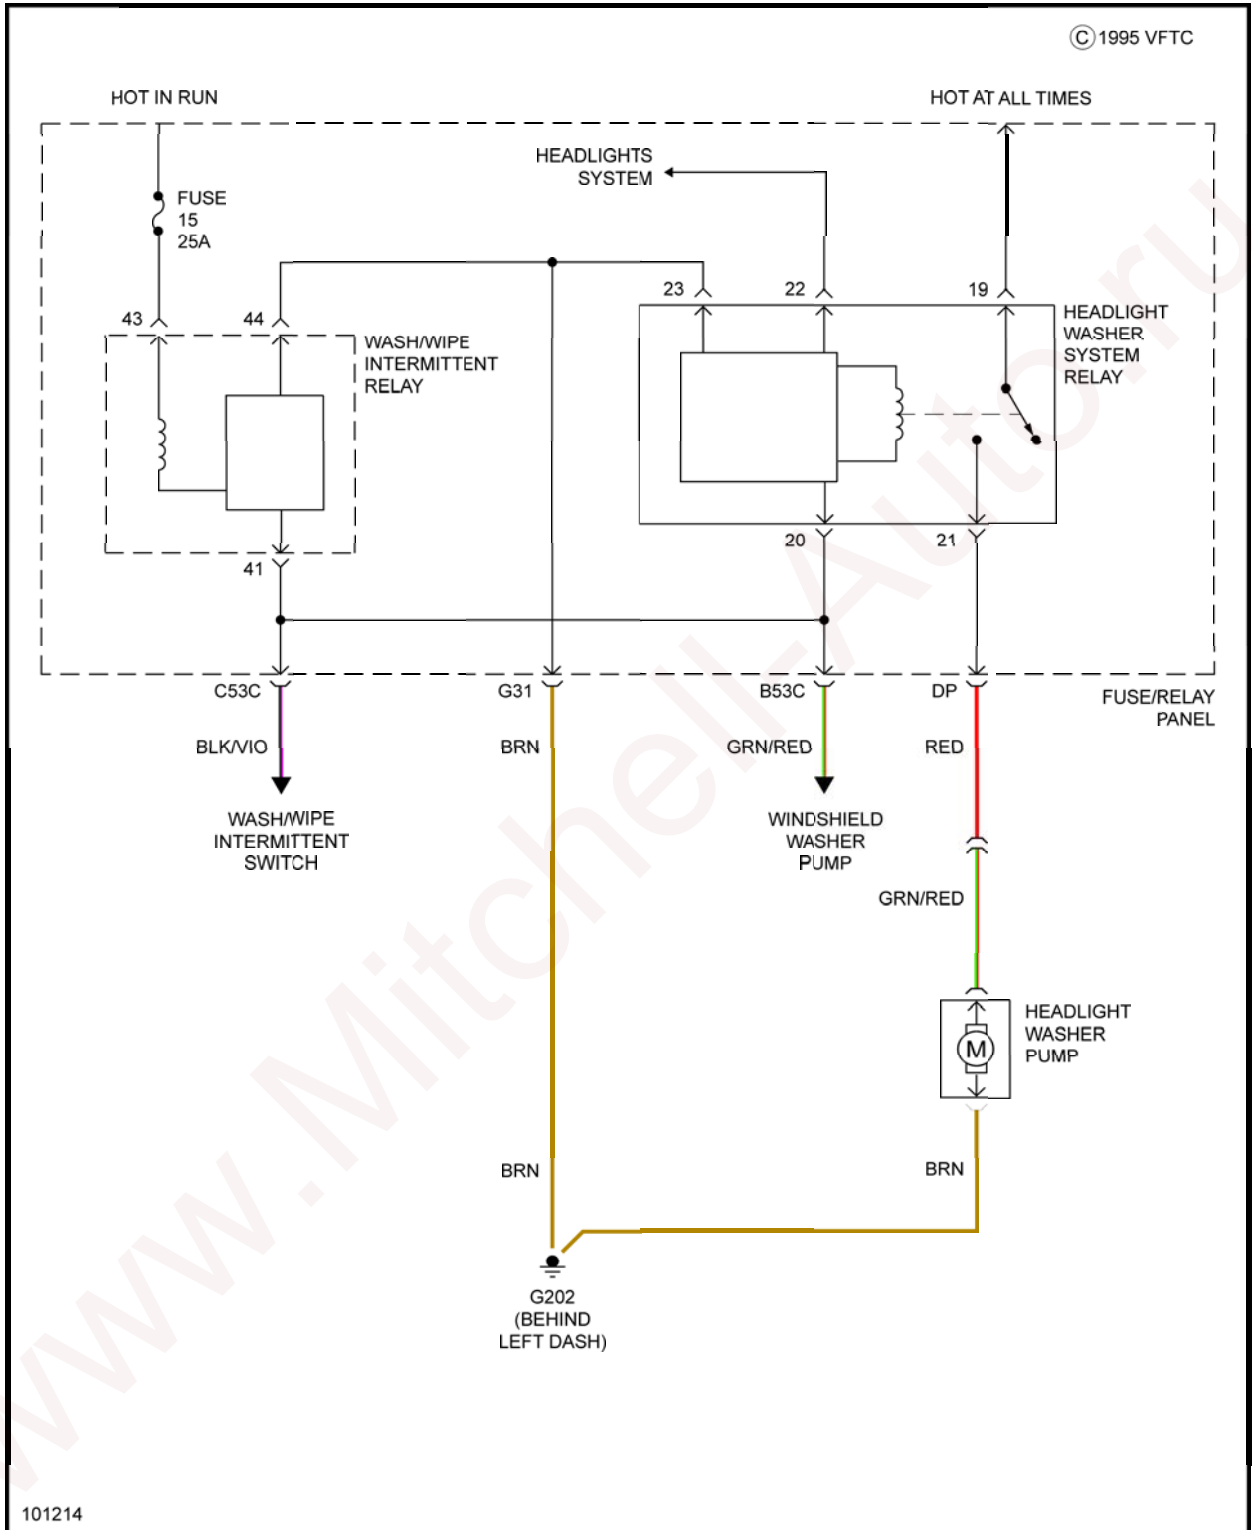 © 1995 VFTC
HOT IN RUN
HOT AT ALL TIMES
HEADLIGHTS
SYSTEM
FUSE
15
25A
43
44
23
22
19
WASH/WIPE
INTERMITTENT
RELAY
HEADLIGHT
WASHER
SYSTEM
RELAY
41
20
21
C53C
G31
B53C
DP
FUSE/RELAY
PANEL
BLK/VIO
BRN
GRN/RED
RED
WASH/WIPE
INTERMITTENT
SWITCH
WINDSHIELD
WASHER
PUMP
GRN/RED
M
HEADLIGHT
WASHER
PUMP
BRN
BRN
G202
(BEHIND
LEFT DASH)
101214
www.Mitchell-Auto.ru